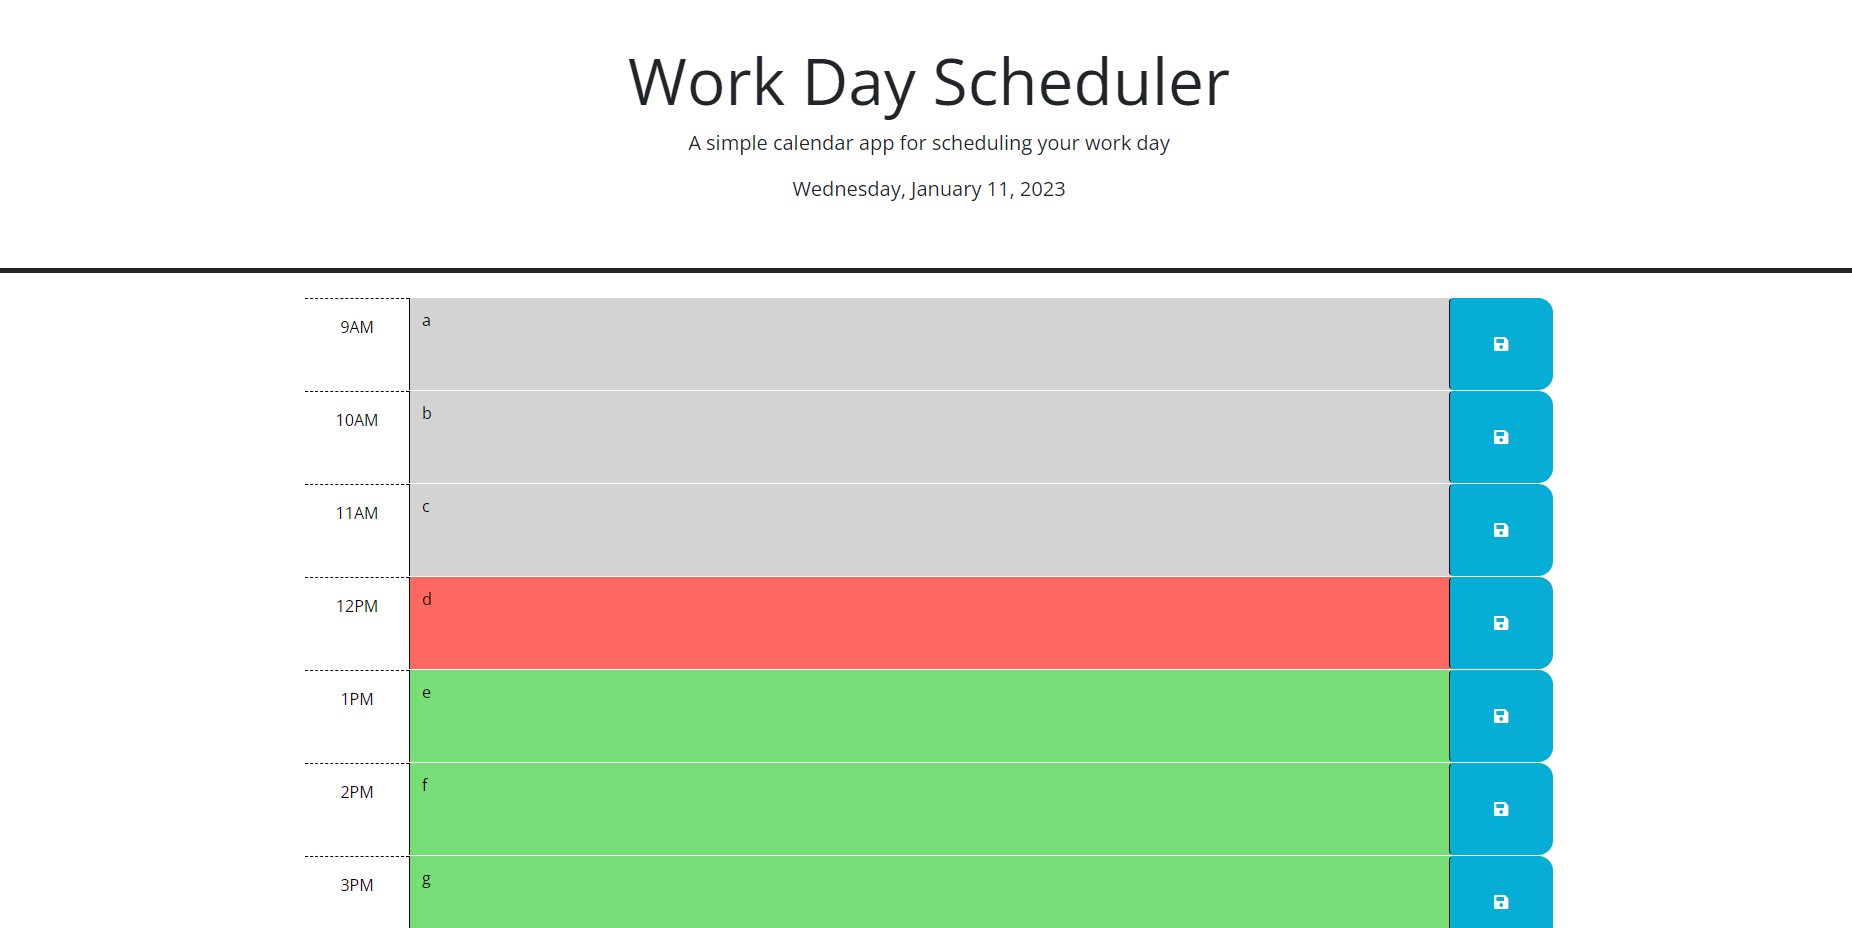 Work Day Scheduler
A simple calendar app for scheduling your work day
Wednesday, January 11, 2023
9AM a
10AM b
11AM c
12PM d
1PM e
2PM f
3PM g